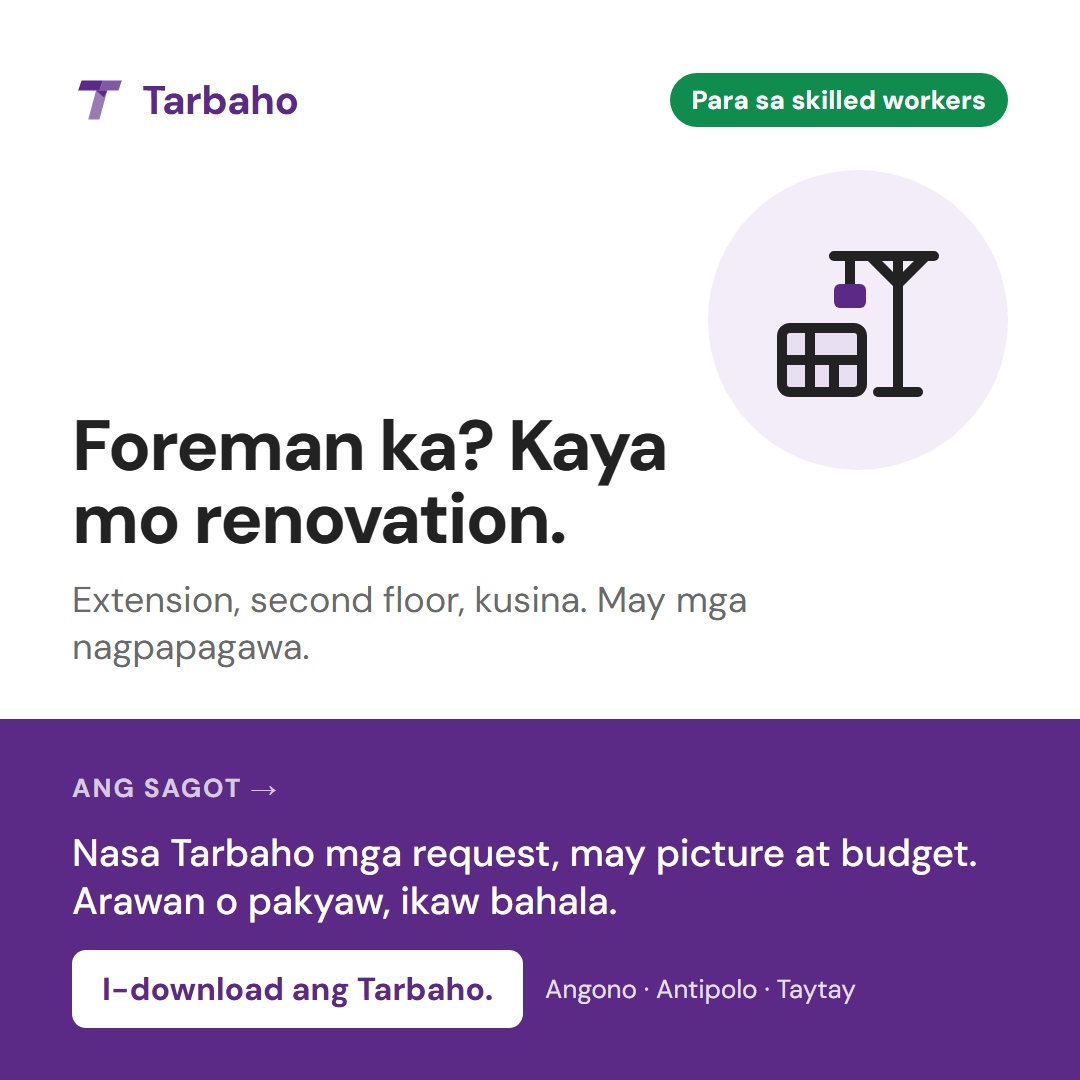 Tarbaho
Para sa skilled workers
Foreman ka? Kaya
mo renovation.
Extension, second floor, kusina. May mga
nagpapagawa.
ANG SAGOT →
Nasa Tarbaho mga request, may picture at budget.
Arawan o pakyaw, ikaw bahala.
I-download ang Tarbaho.
Angono · Antipolo · Taytay